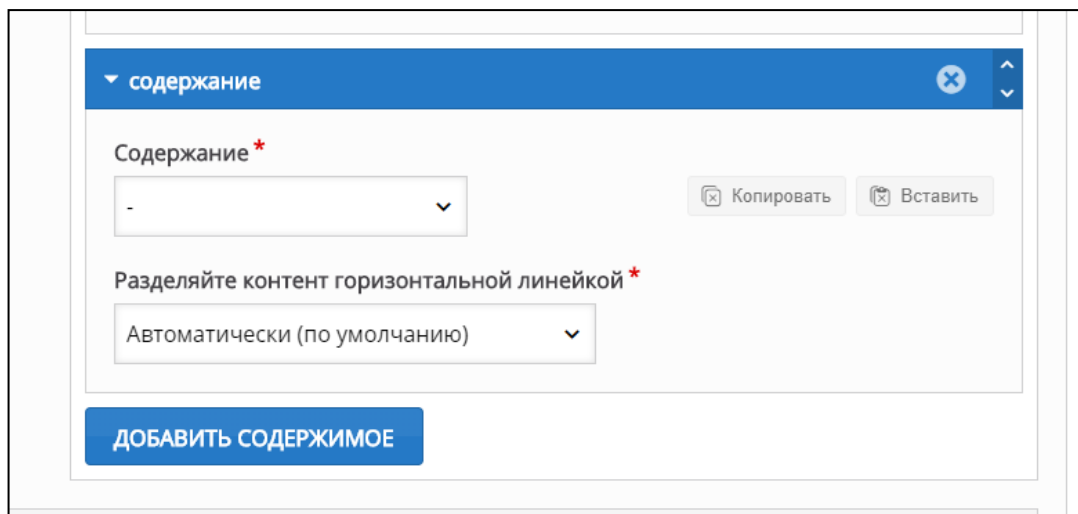 содержание
Содержание *
-
Копировать
Вставить
Разделяйте контент горизонтальной линейкой *
Автоматически (по умолчанию)
ДОБАВИТЬ СОДЕРЖИМОЕ